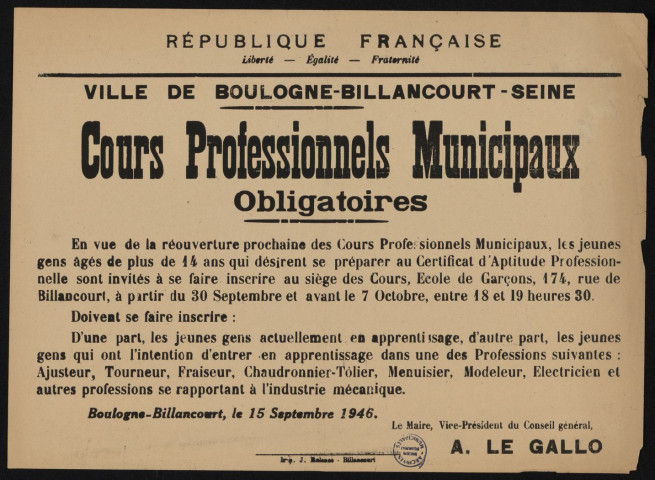 RÉPUBLIQUE FRANÇAISE
Liberté — Égalité — Fraternité
VILLE DE BOULOGNE-BILLANCOURT - SEINE
Cours Professionnels Municipaux
Obligatoires
En vue de la réouverture prochaine des Cours Professionnels Municipaux, les jeunes
gens âgés de plus de 14 ans qui désirent se préparer au Certificat d'Aptitude Profession-
nelle sont invités à se faire inscrire au siège des Cours, Ecole de Garçons, 174, rue de
Billancourt, à partir du 30 Septembre et avant le 7 Octobre, entre 18 et 19 heures 30.
Doivent se faire inscrire :
D'une part, les jeunes gens actuellement en apprentissage, d'autre part, les jeunes
gens qui ont l'intention d'entrer en apprentissage dans une des Professions suivantes :
Ajusteur, Tourneur, Fraiseur, Chaudronnier-Tôlier, Menuisier, Modeleur, Electricien et
autres professions se rapportant à l'industrie mécanique.
Boulogne-Billancourt, le 15 Septembre 1946.
Le Maire, Vice-Président du Conseil général,
A. LE GALLO
Imp. J. - Billancourt